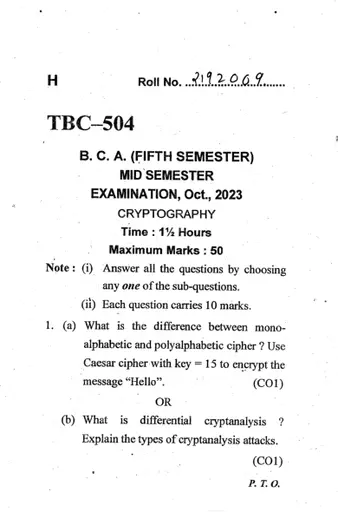 H Roll No. ...2192009.......
TBC–504
B. C. A. (FIFTH SEMESTER)
MID SEMESTER
EXAMINATION, Oct., 2023
CRYPTOGRAPHY
Time : 1½ Hours
Maximum Marks : 50
Note : (i) Answer all the questions by choosing
any one of the sub-questions.
(ii) Each question carries 10 marks.
1. (a) What is the difference between mono-
alphabetic and polyalphabetic cipher ? Use
Caesar cipher with key = 15 to encrypt the
message “Hello”. (CO1)
OR
(b) What is differential cryptanalysis ?
Explain the types of cryptanalysis attacks.
(CO1)
P. T. O.